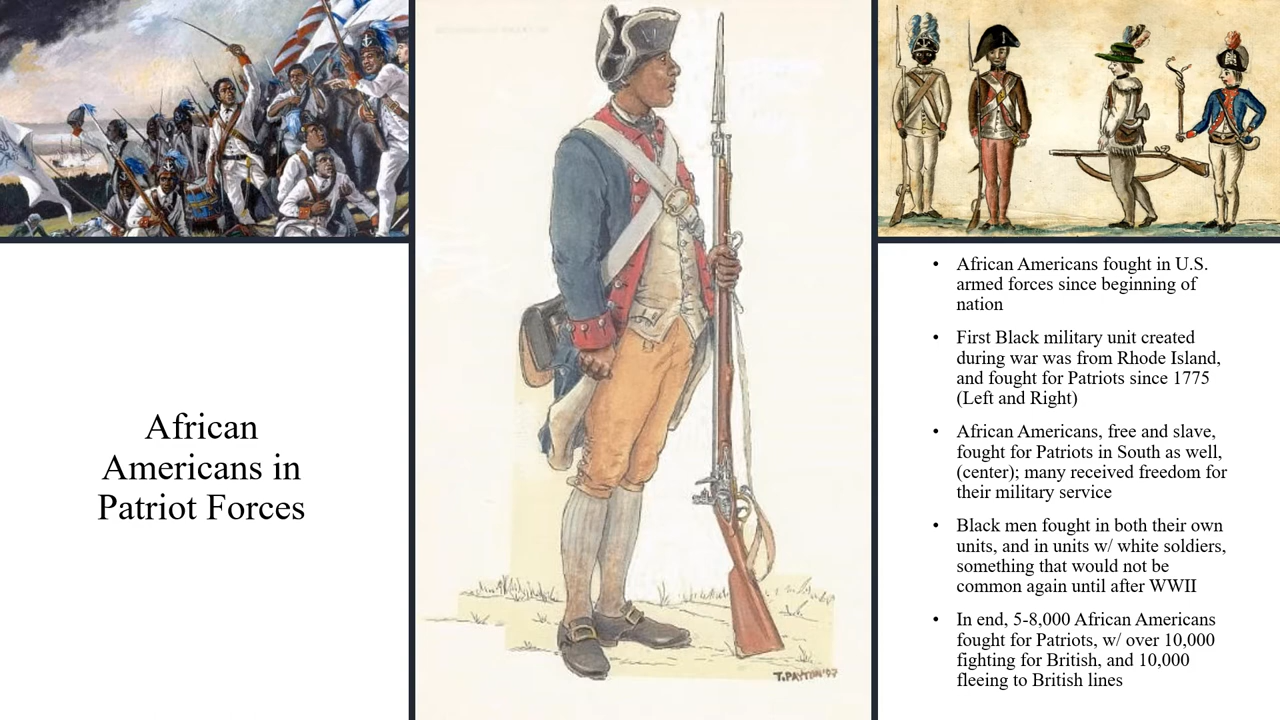 African
Americans in
Patriot Forces
T.PAYTON'97
• African Americans fought in U.S.
armed forces since beginning of
nation
• First Black military unit created
during war was from Rhode Island,
and fought for Patriots since 1775
(Left and Right)
• African Americans, free and slave,
fought for Patriots in South as well,
(center); many received freedom for
their military service
• Black men fought in both their own
units, and in units w/ white soldiers,
something that would not be
common again until after WWII
• In end, 5-8,000 African Americans
fought for Patriots, w/ over 10,000
fighting for British, and 10,000
fleeing to British lines